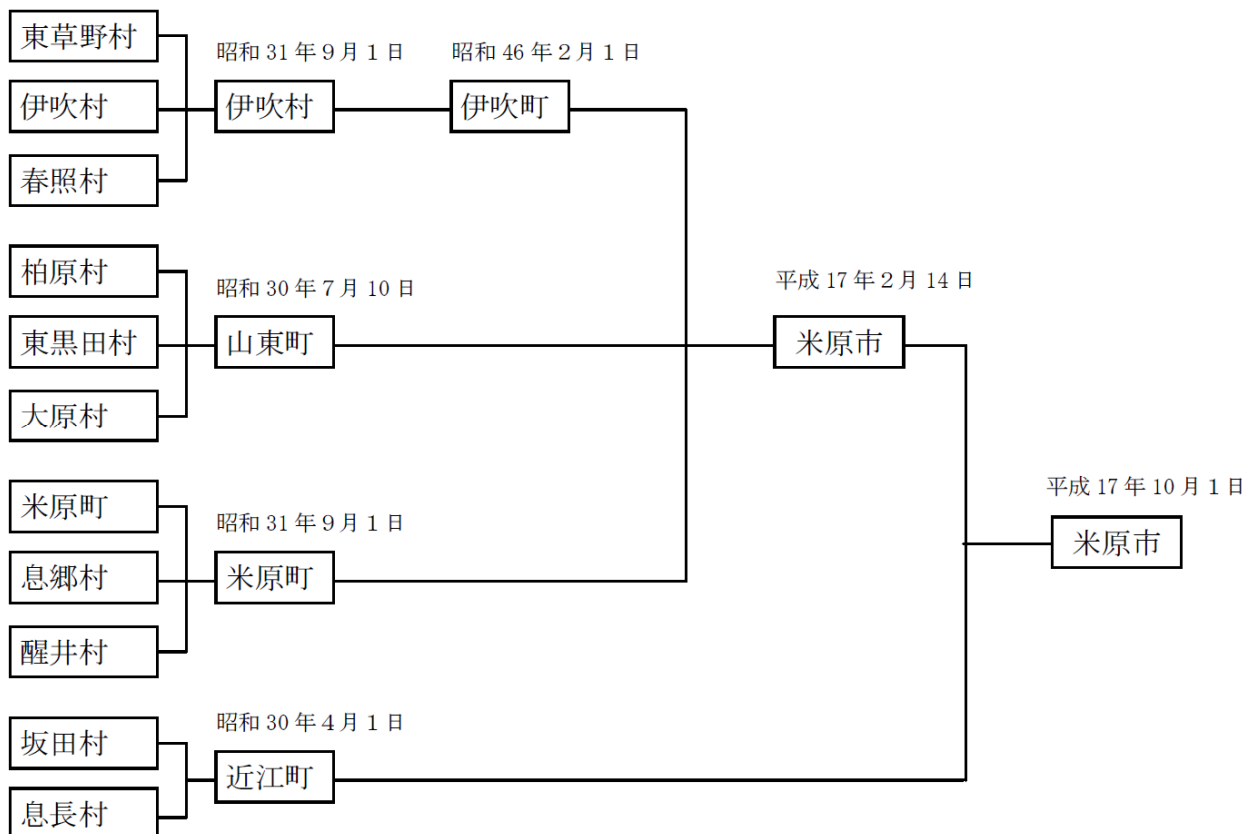 東草野村
伊吹村
春照村
昭和 31 年９月１日
伊吹村
昭和 46 年２月１日
伊吹町
柏原村
東黒田村
大原村
昭和 30 年７月 10 日
山東町
米原町
息郷村
醒井村
昭和 31 年９月１日
米原町
坂田村
息長村
昭和 30 年４月１日
近江町
平成 17 年２月 14 日
米原市
平成 17 年 10 月１日
米原市